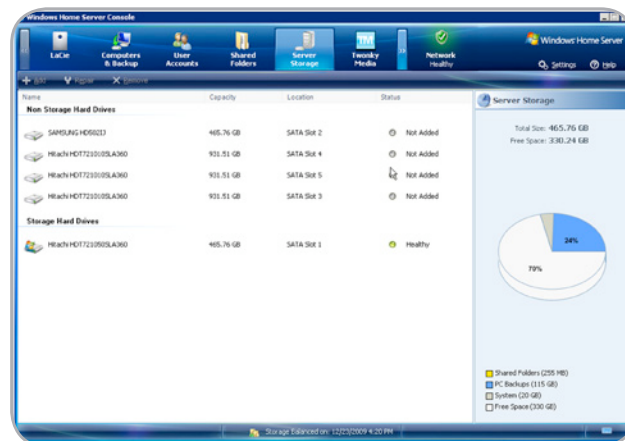 Windows Home Server Console
LaCie
Computers & Backup
User Accounts
Shared Folders
Server Storage
Twonky Media
Network Healthy
Windows Home Server
Settings Help
Add Repair Remove
Name Capacity Location Status
Non Storage Hard Drives
SAMSUNG HD502IJ 465.76 GB SATA Slot 2 Not Added
Hitachi HDT721010SLA360 931.51 GB SATA Slot 4 Not Added
Hitachi HDT721010SLA360 931.51 GB SATA Slot 5 Not Added
Hitachi HDT721010SLA360 931.51 GB SATA Slot 3 Not Added
Storage Hard Drives
Hitachi HDT721050SLA360 465.76 GB SATA Slot 1 Healthy
Server Storage
Total Size: 465.76 GB
Free Space: 330.24 GB
24%
70%
Shared Folders (255 MB)
PC Backups (115 GB)
System (20 GB)
Free Space (330 GB)
Storage Balanced on: 12/23/2009 4:20 PM